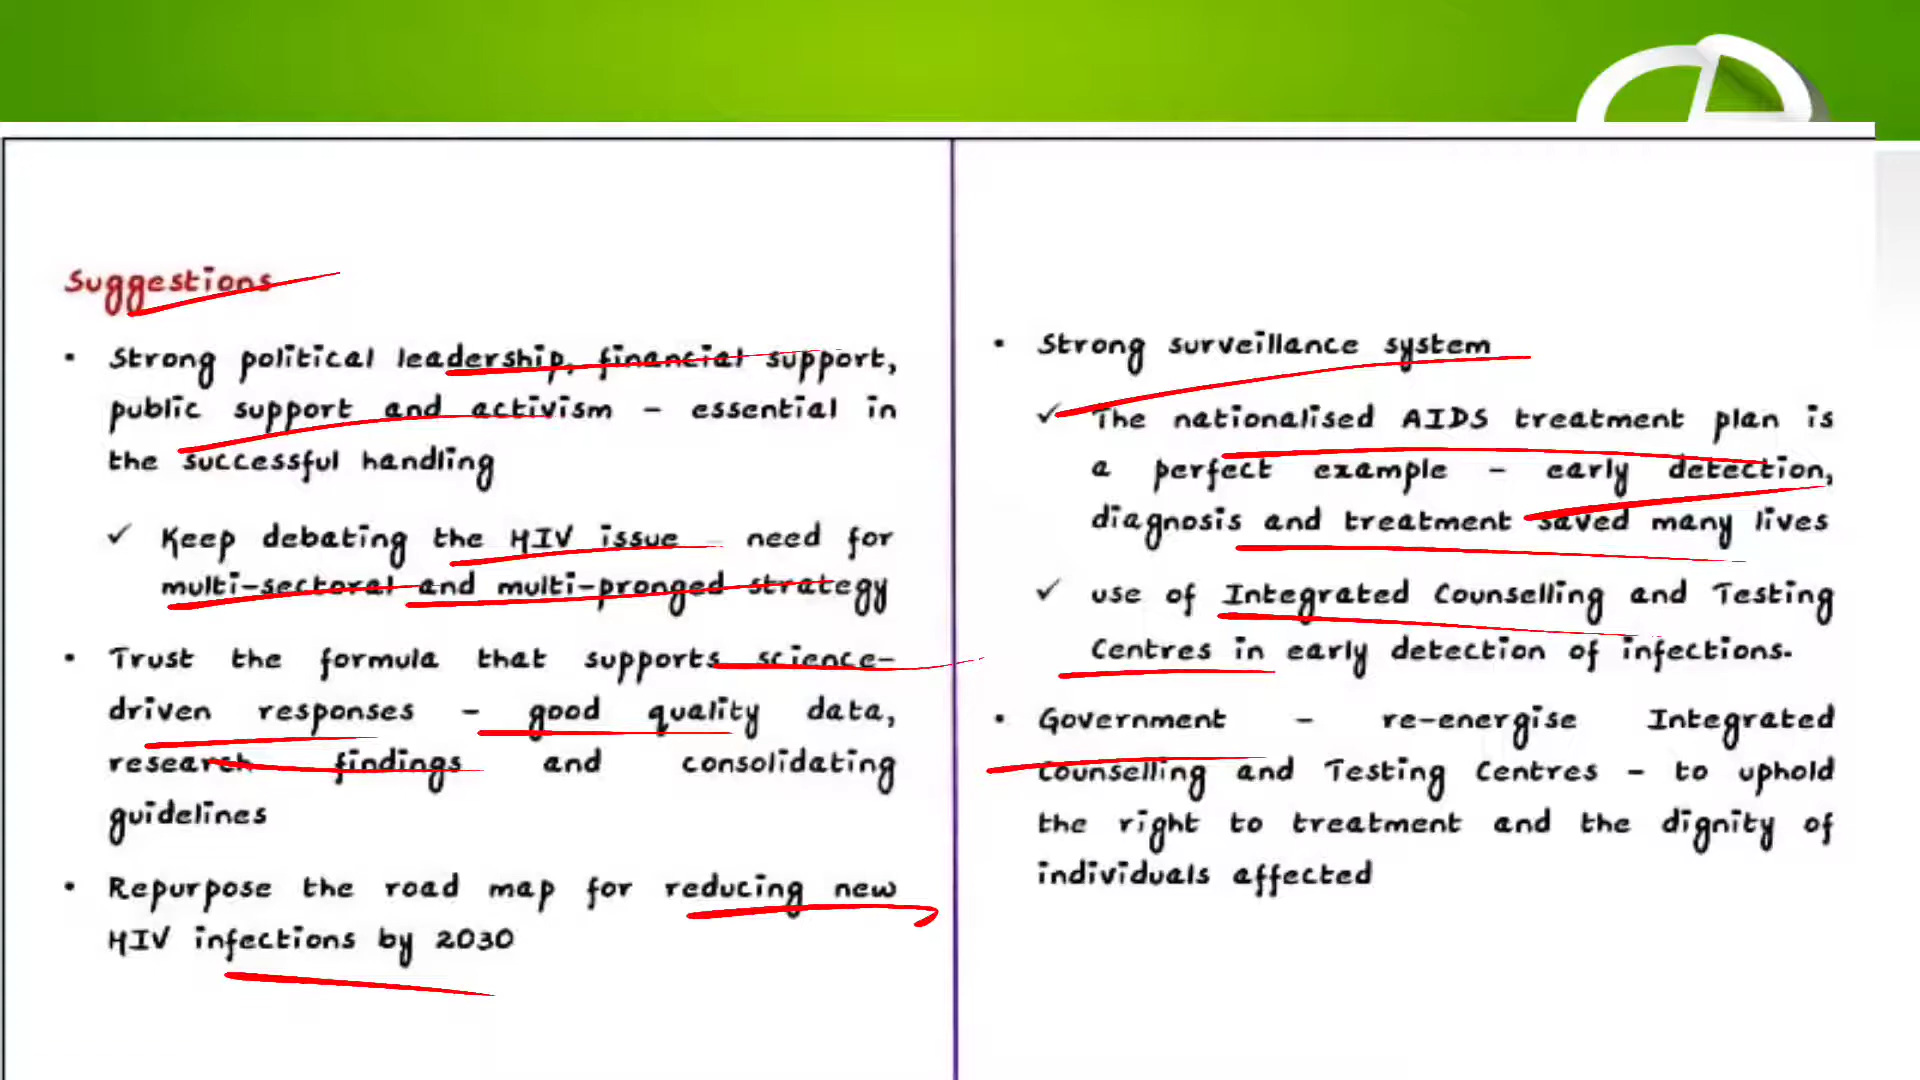 Suggestions
• Strong political leadership, financial support,
public support and activism – essential in
the successful handling
✓ Keep debating the HIV issue – need for
multi-sectoral and multi-pronged strategy
• Trust the formula that supports science-
driven responses – good quality data,
research findings and consolidating
guidelines
• Repurpose the road map for reducing new
HIV infections by 2030
• Strong surveillance system
✓ The nationalised AIDS treatment plan is
a perfect example – early detection,
diagnosis and treatment saved many lives
✓ use of Integrated Counselling and Testing
Centres in early detection of infections.
• Government – re-energise Integrated
Counselling and Testing Centres – to uphold
the right to treatment and the dignity of
individuals affected